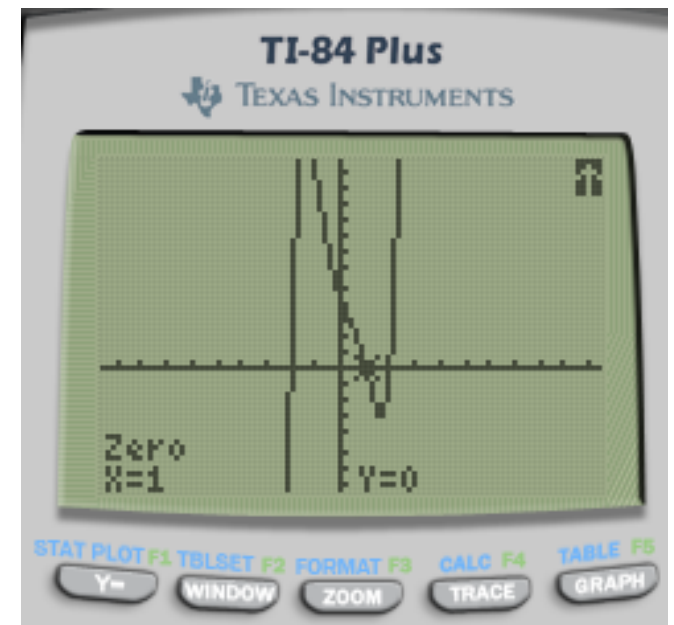 TI-84 Plus
TEXAS INSTRUMENTS
Zero
X=1 Y=0
STAT PLOT F1 TBLSET F2 FORMAT F3 CALC F4 TABLE F5
Y= WINDOW ZOOM TRACE GRAPH